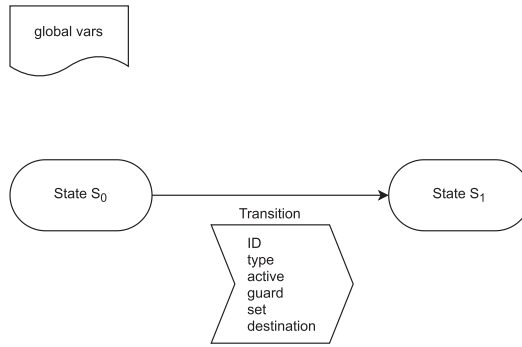 global vars
State S₀
State S₁
Transition
ID
type
active
guard
set
destination